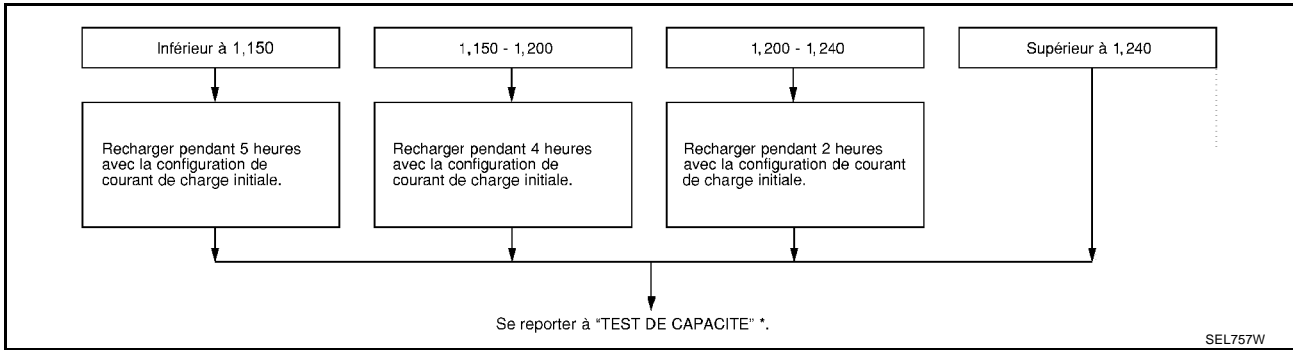 Inférieur à 1,150
1,150 - 1,200
1,200 - 1,240
Supérieur à 1,240
Recharger pendant 5 heures
avec la configuration de
courant de charge initiale.
Recharger pendant 4 heures
avec la configuration de
courant de charge initiale.
Recharger pendant 2 heures
avec la configuration de courant
de charge initiale.
Se reporter à “TEST DE CAPACITE” *.
SEL757W